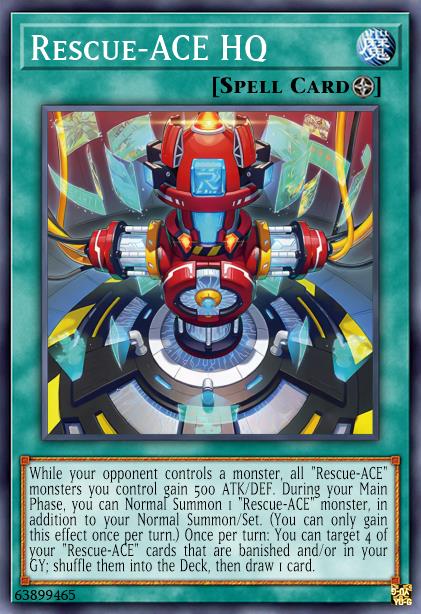 Rescue-ACE HQ
[Spell Card]
While your opponent controls a monster, all "Rescue-ACE"
monsters you control gain 500 ATK/DEF. During your Main
Phase, you can Normal Summon 1 "Rescue-ACE" monster, in
addition to your Normal Summon/Set. (You can only gain
this effect once per turn.) Once per turn: You can target 4
of your "Rescue-ACE" cards that are banished and/or in your
GY; shuffle them into the Deck, then draw 1 card.
63899465